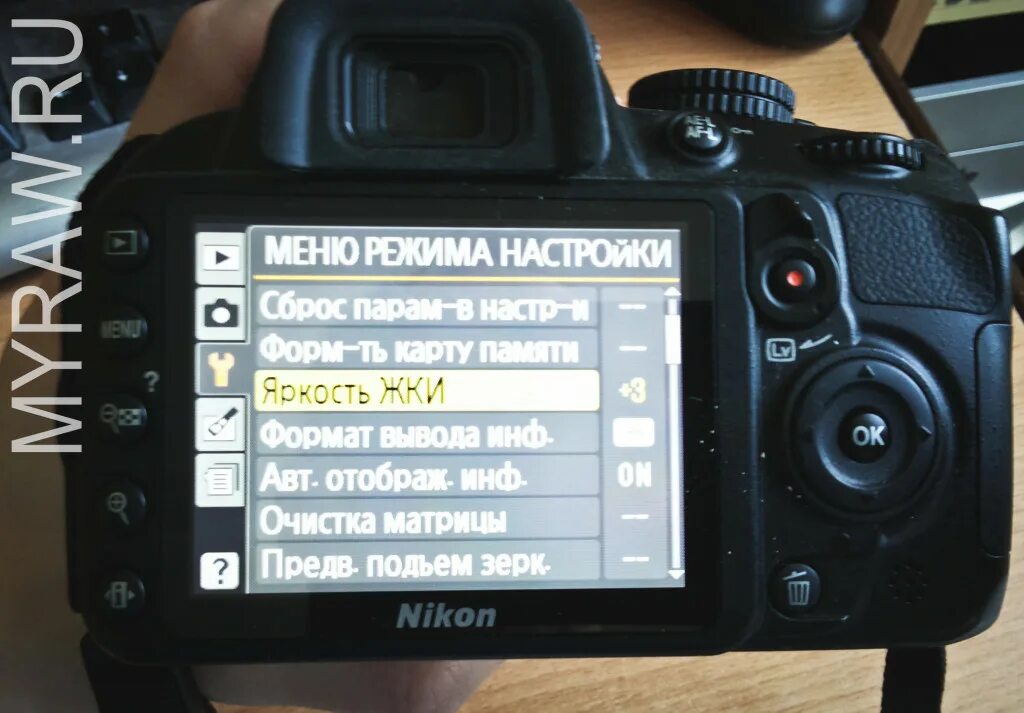 MYRAW.RU
AE-L
AF-L
МЕНЮ РЕЖИМА НАСТРОЙКИ
Сброс парам-в настр-и --
Форм-ть карту памяти --
Яркость ЖКИ +3
Формат вывода инф.
Авт. отображ. инф. ON
Очистка матрицы --
Предв. подьем зерк. --
MENU
?
?
Lv
OK
Nikon